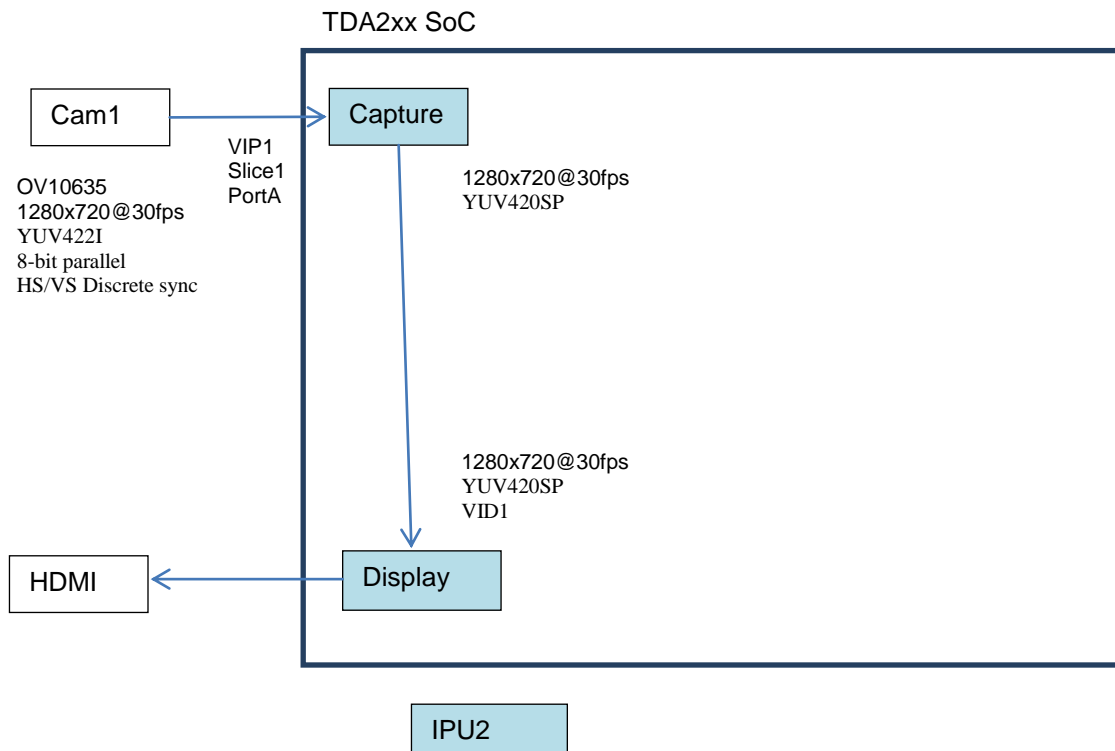 TDA2xx SoC
Cam1
Capture
VIP1
Slice1
PortA
OV10635
1280x720@30fps
YUV422I
8-bit parallel
HS/VS Discrete sync
1280x720@30fps
YUV420SP
1280x720@30fps
YUV420SP
VID1
HDMI
Display
IPU2